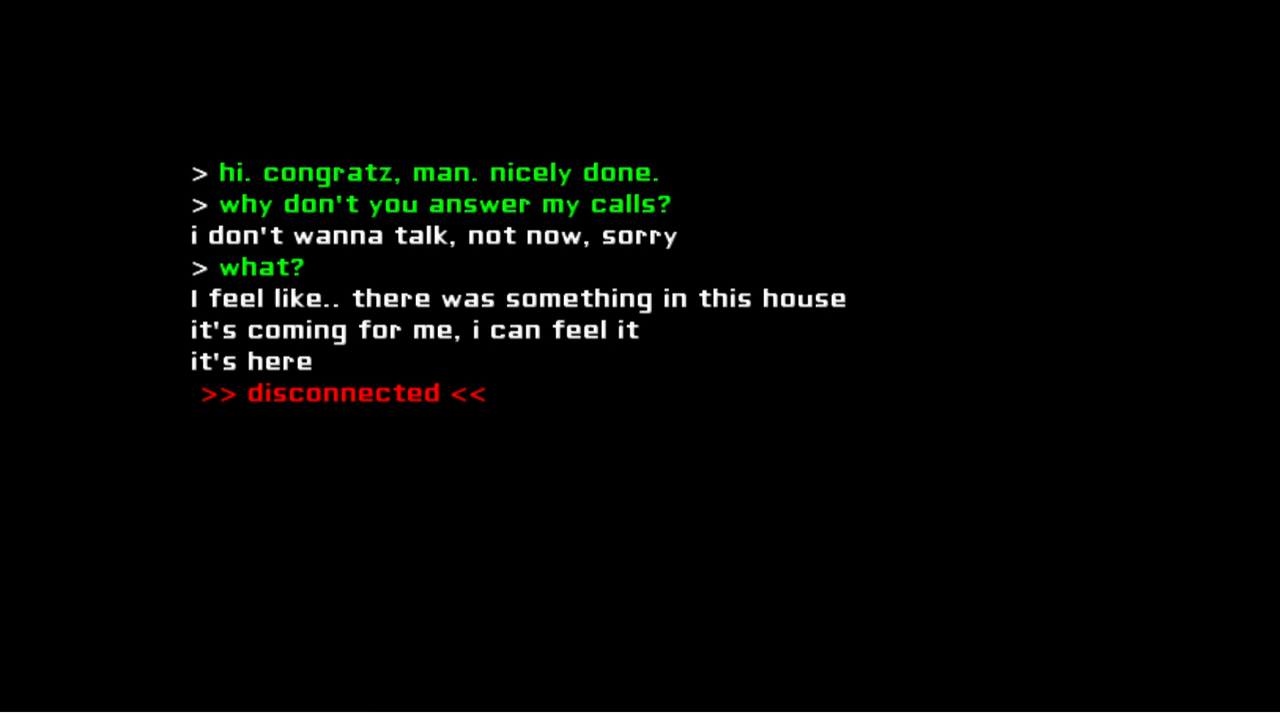 > hi. congratz, man. nicely done.
> why don't you answer my calls?
i don't wanna talk, not now, sorry
> what?
I feel like.. there was something in this house
it's coming for me, i can feel it
it's here
>> disconnected <<